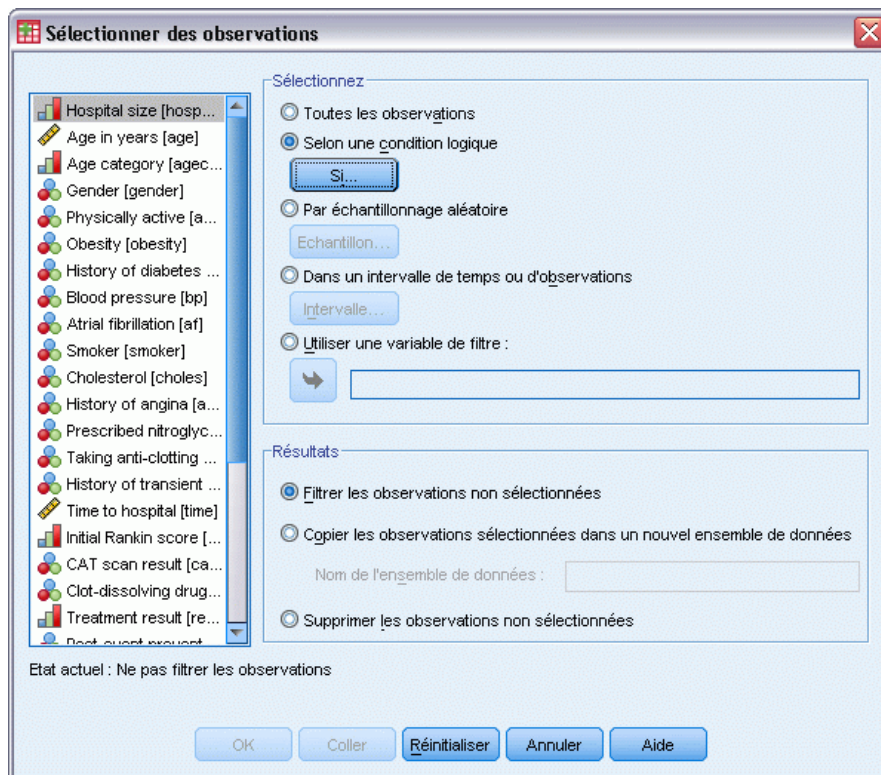 Sélectionner des observations
Hospital size [hosp...
Age in years [age]
Age category [agec...
Gender [gender]
Physically active [a...
Obesity [obesity]
History of diabetes ...
Blood pressure [bp]
Atrial fibrillation [af]
Smoker [smoker]
Cholesterol [choles]
History of angina [a...
Prescribed nitroglyc...
Taking anti-clotting ...
History of transient ...
Time to hospital [time]
Initial Rankin score [...
CAT scan result [ca...
Clot-dissolving drug...
Treatment result [re...
Post-event prevent...
Sélectionnez
Toutes les observations
Selon une condition logique
Si...
Par échantillonnage aléatoire
Echantillon...
Dans un intervalle de temps ou d'observations
Intervalle...
Utiliser une variable de filtre :
Résultats
Filtrer les observations non sélectionnées
Copier les observations sélectionnées dans un nouvel ensemble de données
Nom de l'ensemble de données :
Supprimer les observations non sélectionnées
Etat actuel : Ne pas filtrer les observations
OK
Coller
Réinitialiser
Annuler
Aide